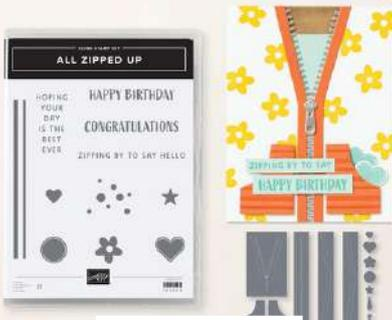 ALL ZIPPED UP
HOPING
YOUR
DAY
IS THE
BEST
EVER
HAPPY BIRTHDAY
CONGRATULATIONS
ZIPPING BY TO SAY HELLO
ZIPPING BY TO SAY
HAPPY BIRTHDAY